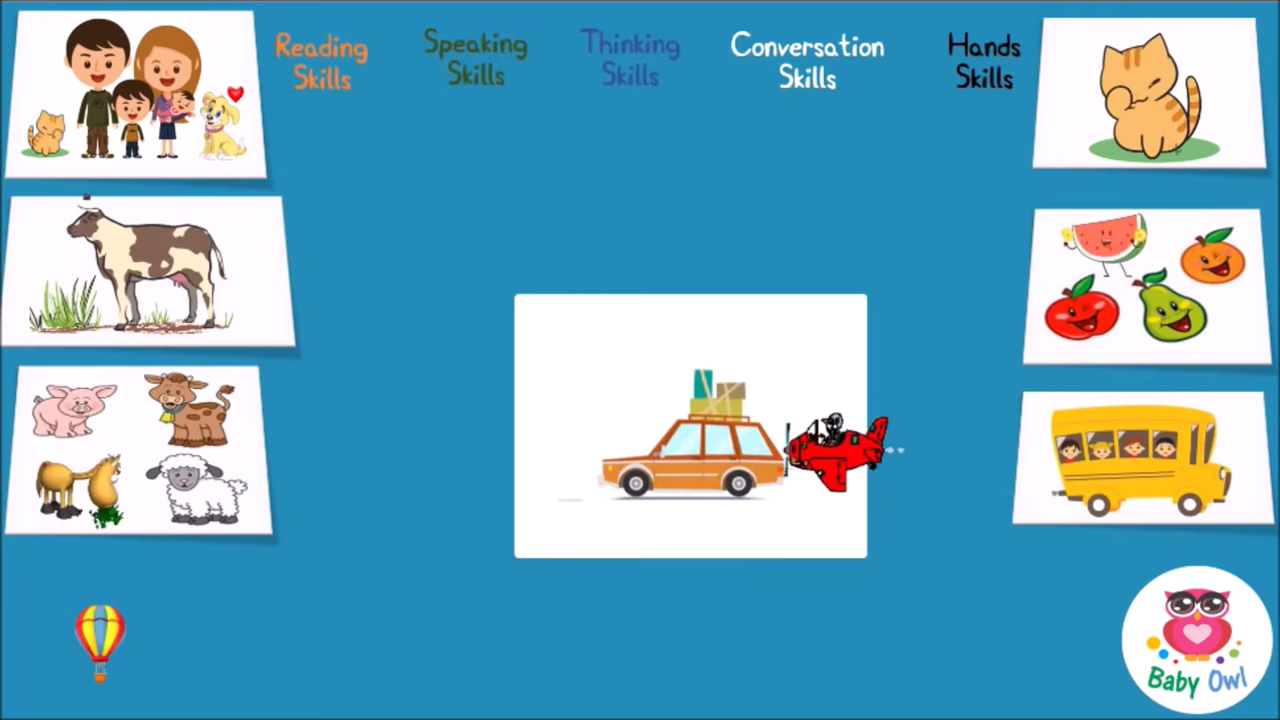 Reading
Skills
Speaking
Skills
Thinking
Skills
Conversation
Skills
Hands
Skills
Baby Owl